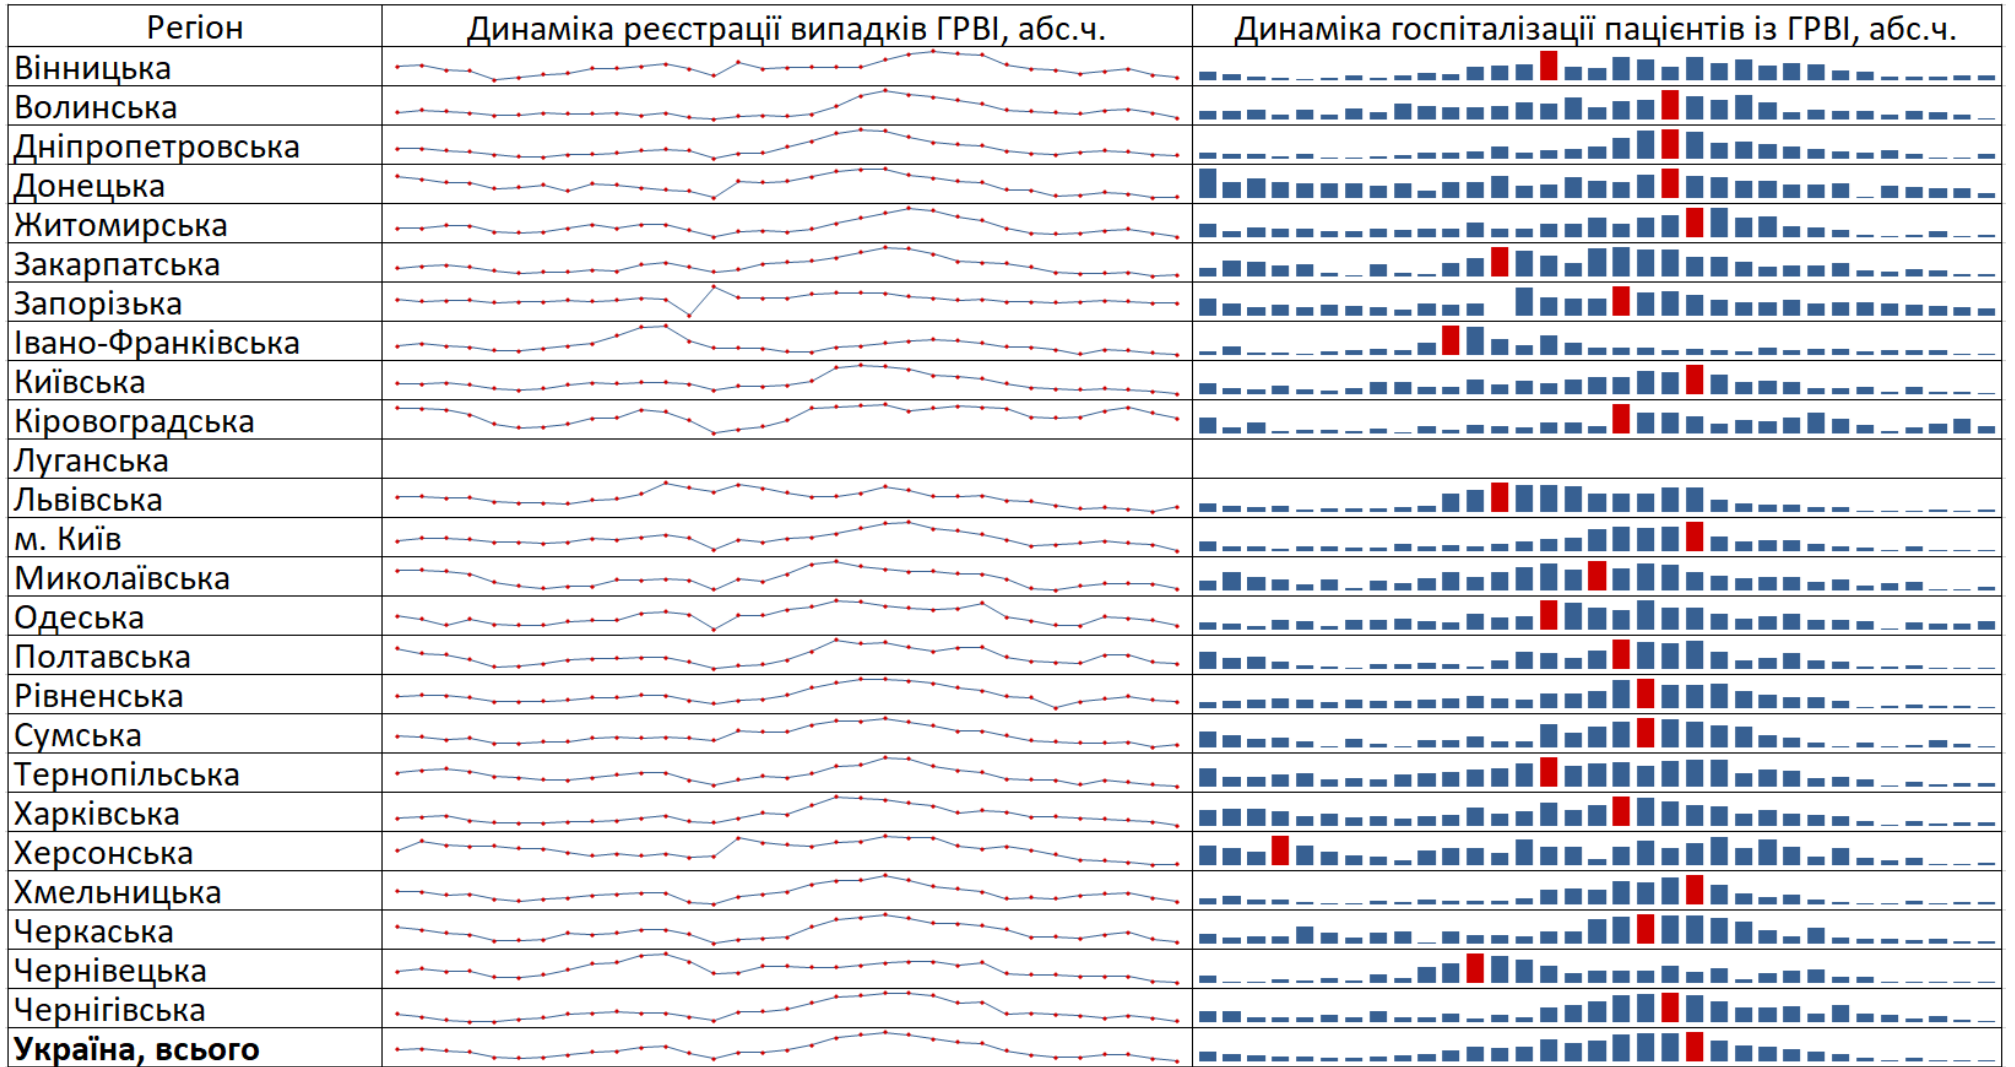 Регіон Динаміка реєстрації випадків ГРВІ, абс.ч. Динаміка госпіталізації пацієнтів із ГРВІ, абс.ч.
Вінницька
Волинська
Дніпропетровська
Донецька
Житомирська
Закарпатська
Запорізька
Івано-Франківська
Київська
Кіровоградська
Луганська
Львівська
м. Київ
Миколаївська
Одеська
Полтавська
Рівненська
Сумська
Тернопільська
Харківська
Херсонська
Хмельницька
Черкаська
Чернівецька
Чернігівська
Україна, всього